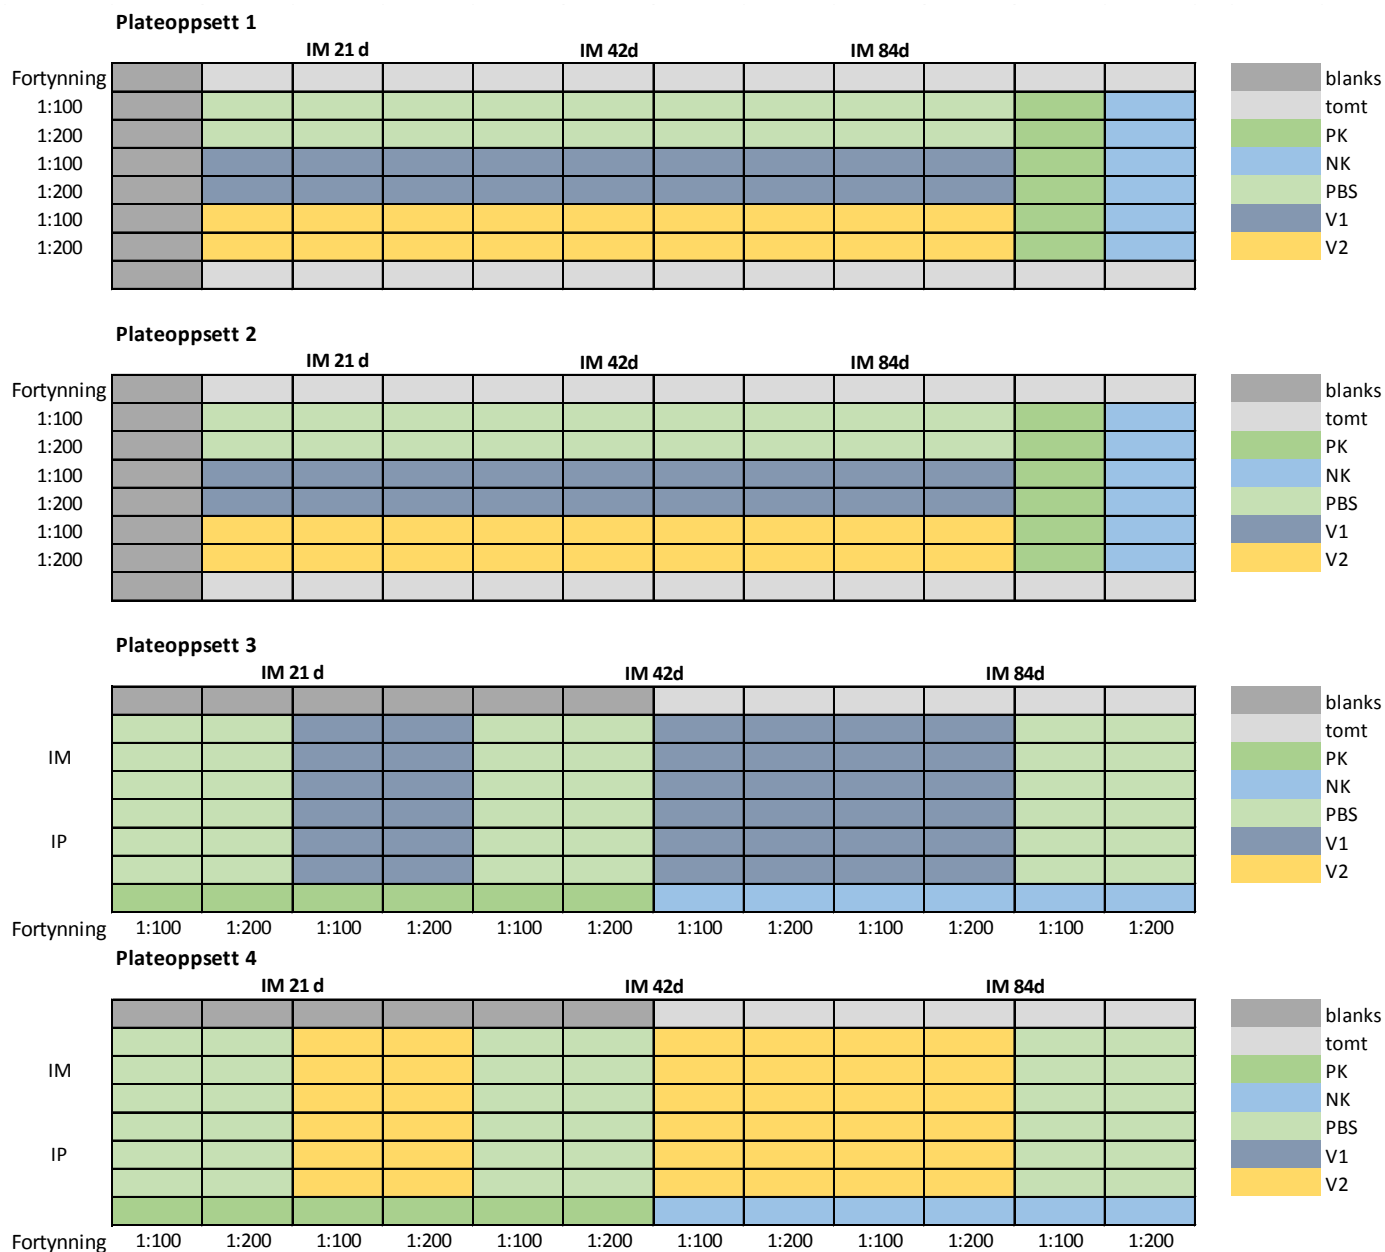 Plateoppsett 1
IM 21 d IM 42d IM 84d
Fortynning blanks
1:100 tomt
1:200 PK
1:100 NK
1:200 PBS
1:100 V1
1:200 V2
Plateoppsett 2
IM 21 d IM 42d IM 84d
Fortynning blanks
1:100 tomt
1:200 PK
1:100 NK
1:200 PBS
1:100 V1
1:200 V2
Plateoppsett 3
IM 21 d IM 42d IM 84d
blanks
tomt
IM PK
NK
PBS
IP V1
V2
Fortynning 1:100 1:200 1:100 1:200 1:100 1:200 1:100 1:200 1:100 1:200 1:100 1:200
Plateoppsett 4
IM 21 d IM 42d IM 84d
blanks
tomt
IM PK
NK
PBS
IP V1
V2
Fortynning 1:100 1:200 1:100 1:200 1:100 1:200 1:100 1:200 1:100 1:200 1:100 1:200